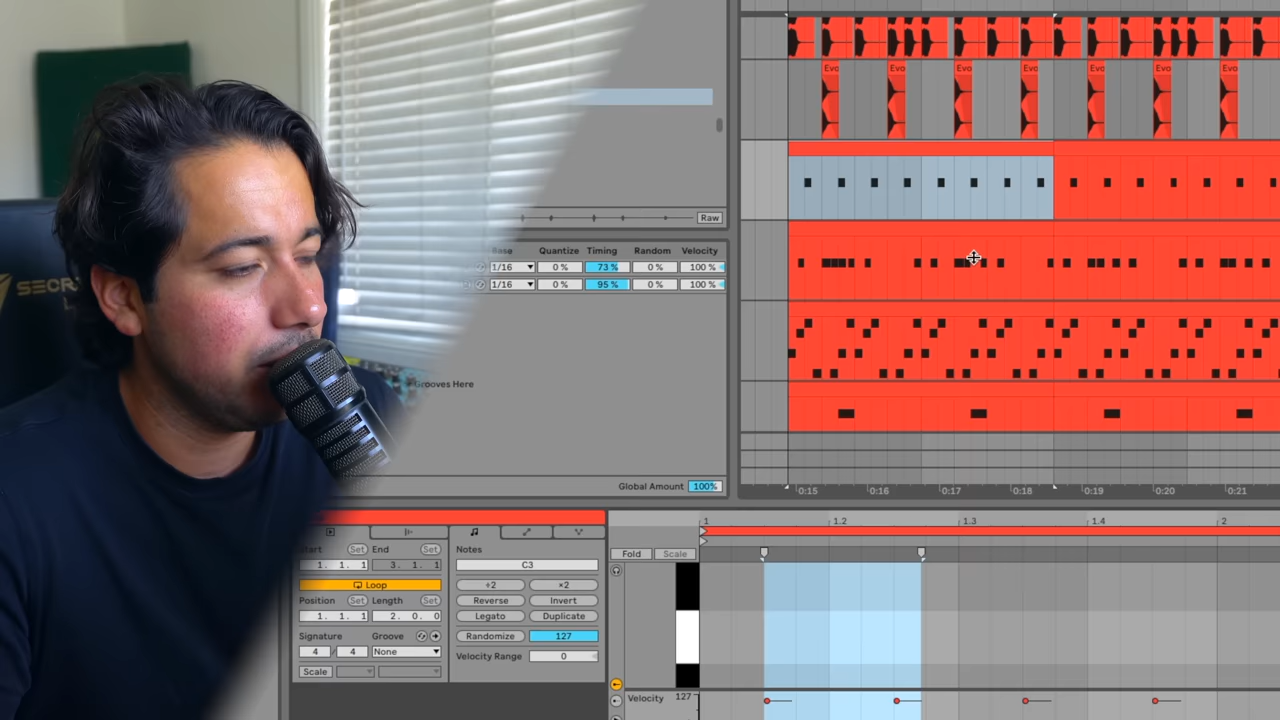 Evo Evo Evo Evo Evo Evo Evo
Raw
Base Quantize Timing Random Velocity
1/16 0 % 73 % 0 % 100 %
1/16 0 % 95 % 0 % 100 %
SECR
Grooves Here
Global Amount 100%
0:15 0:16 0:17 0:18 0:19 0:20 0:21
1 1.2 1.3 1.4 2
Start Set End Set
1. 1. 1 3. 1. 1
Loop
Position Set Length Set
1. 1. 1 2. 0. 0
Signature Groove
4 / 4 None
Scale
Notes
C3
÷2 ×2
Reverse Invert
Legato Duplicate
Randomize 127
Velocity Range 0
Fold Scale
Velocity 127